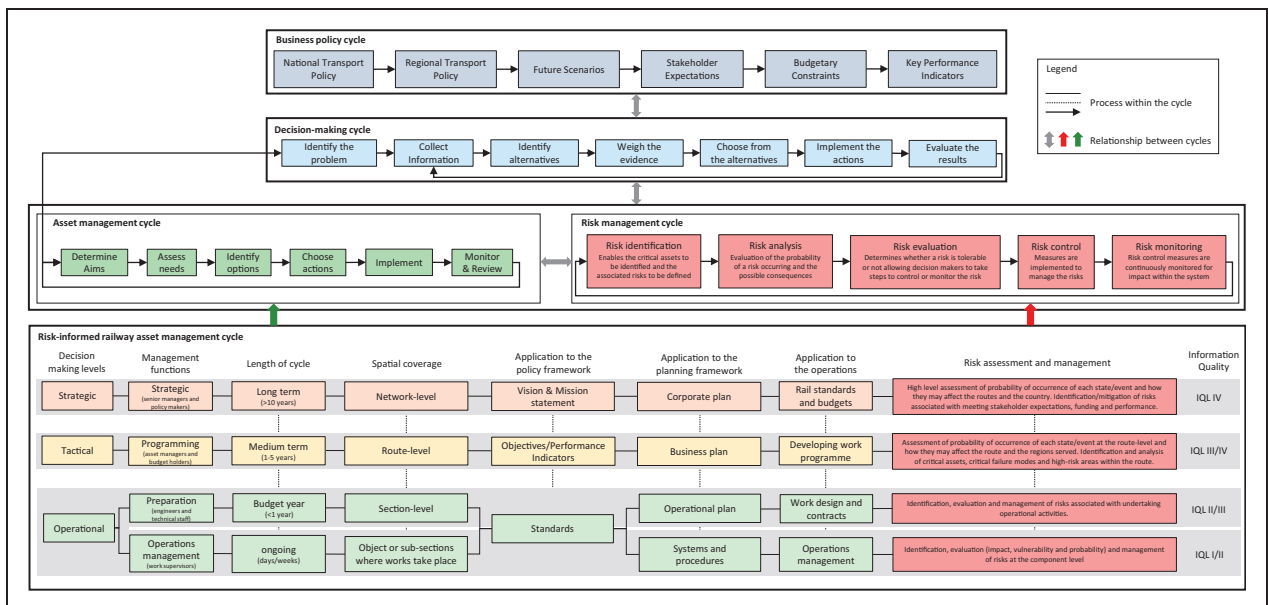 Business policy cycle
National Transport
Policy
Regional Transport
Policy
Future Scenarios
Stakeholder
Expectations
Budgetary
Constraints
Key Performance
Indicators
Legend
Process within the cycle
Relationship between cycles
Decision-making cycle
Identify the
problem
Collect
Information
Identify
alternatives
Weigh the
evidence
Choose from
the alternatives
Implement the
actions
Evaluate the
results
Asset management cycle
Determine
Aims
Assess
needs
Identify
options
Choose
actions
Implement
Monitor
& Review
Risk management cycle
Risk identification
Enables the critical assets to
be identified and the
associated risks to be defined
Risk analysis
Evaluation of the probability
of a risk occurring and the
possible consequences
Risk evaluation
Determines whether a risk is tolerable
or not allowing decision makers to take
steps to control or monitor the risk
Risk control
Measures are
implemented to
manage the risks
Risk monitoring
Risk control measures are
continuously monitored for
impact within the system
Risk-informed railway asset management cycle
Decision
making levels
Management
functions
Length of cycle
Spatial coverage
Application to the
policy framework
Application to the
planning framework
Application to
the operations
Risk assessment and management
Information
Quality
Strategic
Strategic
(senior managers and
policy makers)
Long term
(>10 years)
Network-level
Vision & Mission
statement
Corporate plan
Rail standards
and budgets
High level assessment of probability of occurrence of each state/event and how
they may affect the routes and the country. Identification/mitigation of risks
associated with meeting stakeholder expectations, funding and performance.
IQL IV
Tactical
Programming
(asset managers and
budget holders)
Medium term
(1-5 years)
Route-level
Objectives/Performance
Indicators
Business plan
Developing work
programme
Assessment of probability of occurrence of each state/event at the route-level and
how they may affect the route and the regions served. Identification and analysis
of critical assets, critical failure modes and high-risk areas within the route.
IQL III/IV
Operational
Preparation
(engineers and
technical staff)
Budget year
(<1 year)
Section-level
Standards
Operational plan
Work design and
contracts
Identification, evaluation and management of risks associated with undertaking
operational activities.
IQL II/III
Operations
management
(work supervisors)
ongoing
(days/weeks)
Object or sub-sections
where works take place
Systems and
procedures
Operations
management
Identification, evaluation (impact, vulnerability and probability) and management
of risks at the component level
IQL I/II